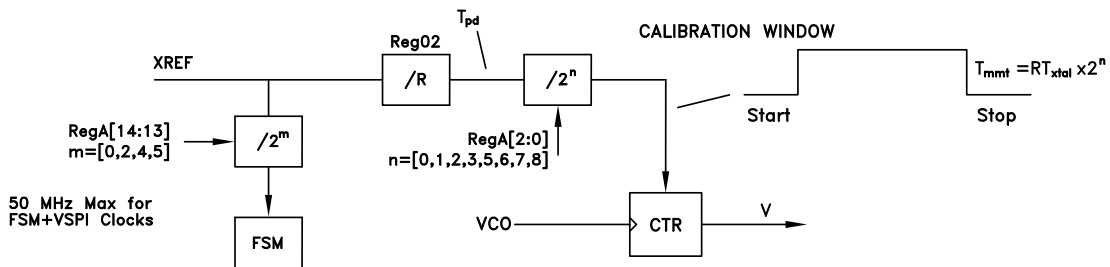 T_pd
CALIBRATION WINDOW
Reg02
XREF
/R
/2^n
T_mmt = RT_xtal x 2^n
Start
Stop
RegA[14:13]
m=[0,2,4,5]
/2^m
RegA[2:0]
n=[0,1,2,3,5,6,7,8]
50 MHz Max for
FSM+VSPI Clocks
FSM
VCO
CTR
V